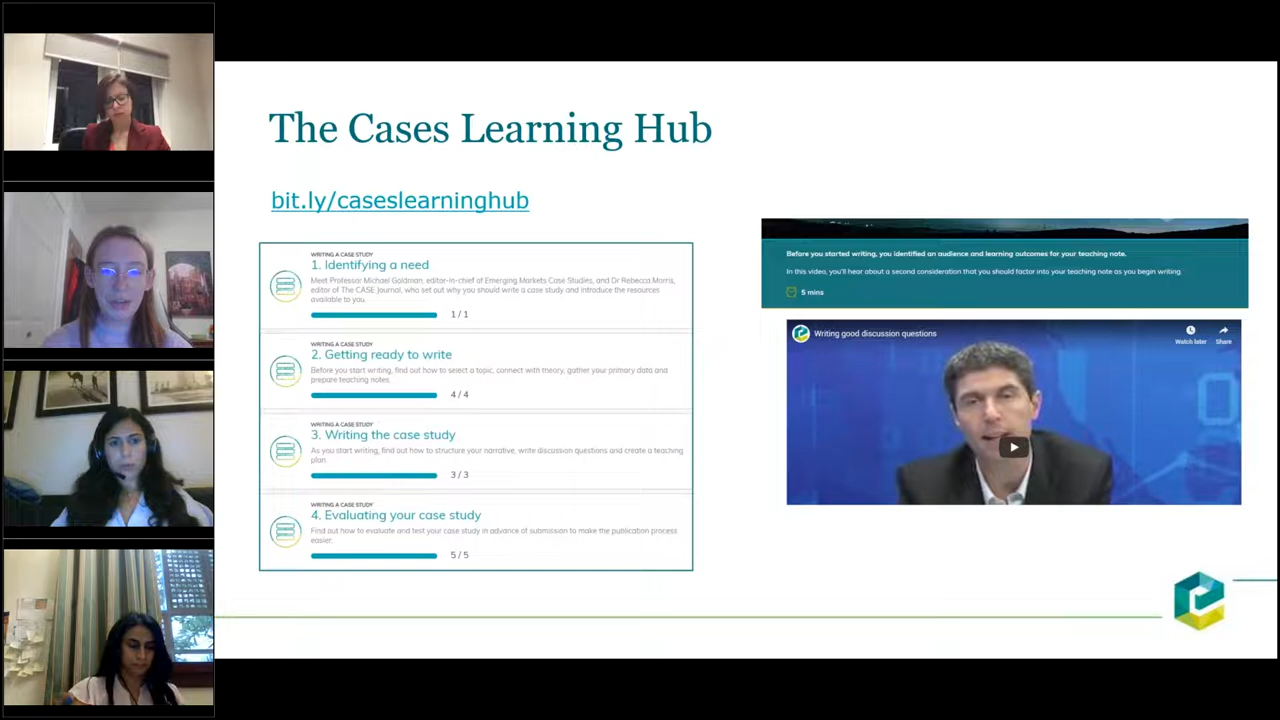 The Cases Learning Hub
bit.ly/caseslearninghub
WRITING A CASE STUDY
1. Identifying a need
Meet Professor Michael Goldman, editor-in-chief of Emerging Markets Case Studies, and Dr Rebecca Morris,
editor of The CASE Journal, who set out why you should write a case study and introduce the resources
available to you.
1 / 1
WRITING A CASE STUDY
2. Getting ready to write
Before you start writing, find out how to select a topic, connect with theory, gather your primary data and
prepare teaching notes.
4 / 4
WRITING A CASE STUDY
3. Writing the case study
As you start writing, find out how to structure your narrative, write discussion questions and create a teaching
plan.
3 / 3
WRITING A CASE STUDY
4. Evaluating your case study
Find out how to evaluate and test your case study in advance of submission to make the publication process
easier.
5 / 5
Before you started writing, you identified an audience and learning outcomes for your teaching note.
In this video, you'll hear about a second consideration that you should factor into your teaching note as you begin writing.
5 mins
Writing good discussion questions
Watch later
Share